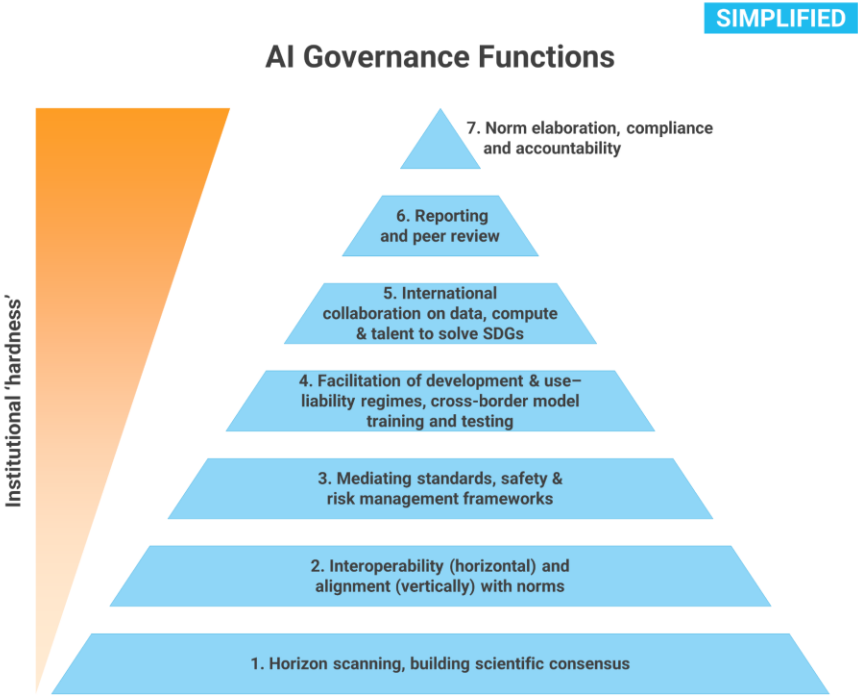 SIMPLIFIED
AI Governance Functions
Institutional ‘hardness’
7. Norm elaboration, compliance
and accountability
6. Reporting
and peer review
5. International
collaboration on data, compute
& talent to solve SDGs
4. Facilitation of development & use–
liability regimes, cross-border model
training and testing
3. Mediating standards, safety &
risk management frameworks
2. Interoperability (horizontal) and
alignment (vertically) with norms
1. Horizon scanning, building scientific consensus